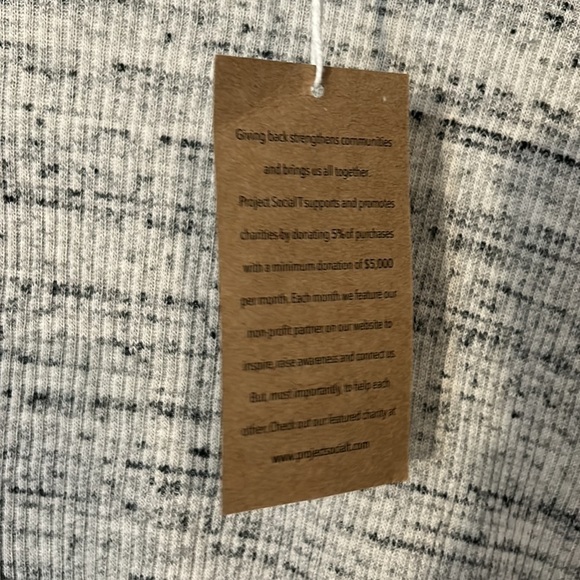 Giving back strengthens communities
and brings us all together.
Project Social T supports and promotes
charities by donating 5% of purchases
with a minimum donation of $5,000
per month. Each month we feature our
non-profit partner on our website to
inspire, raise awareness and connect us.
But, most importantly, to help each
other. Check out our featured charity at
www.projectsocialt.com